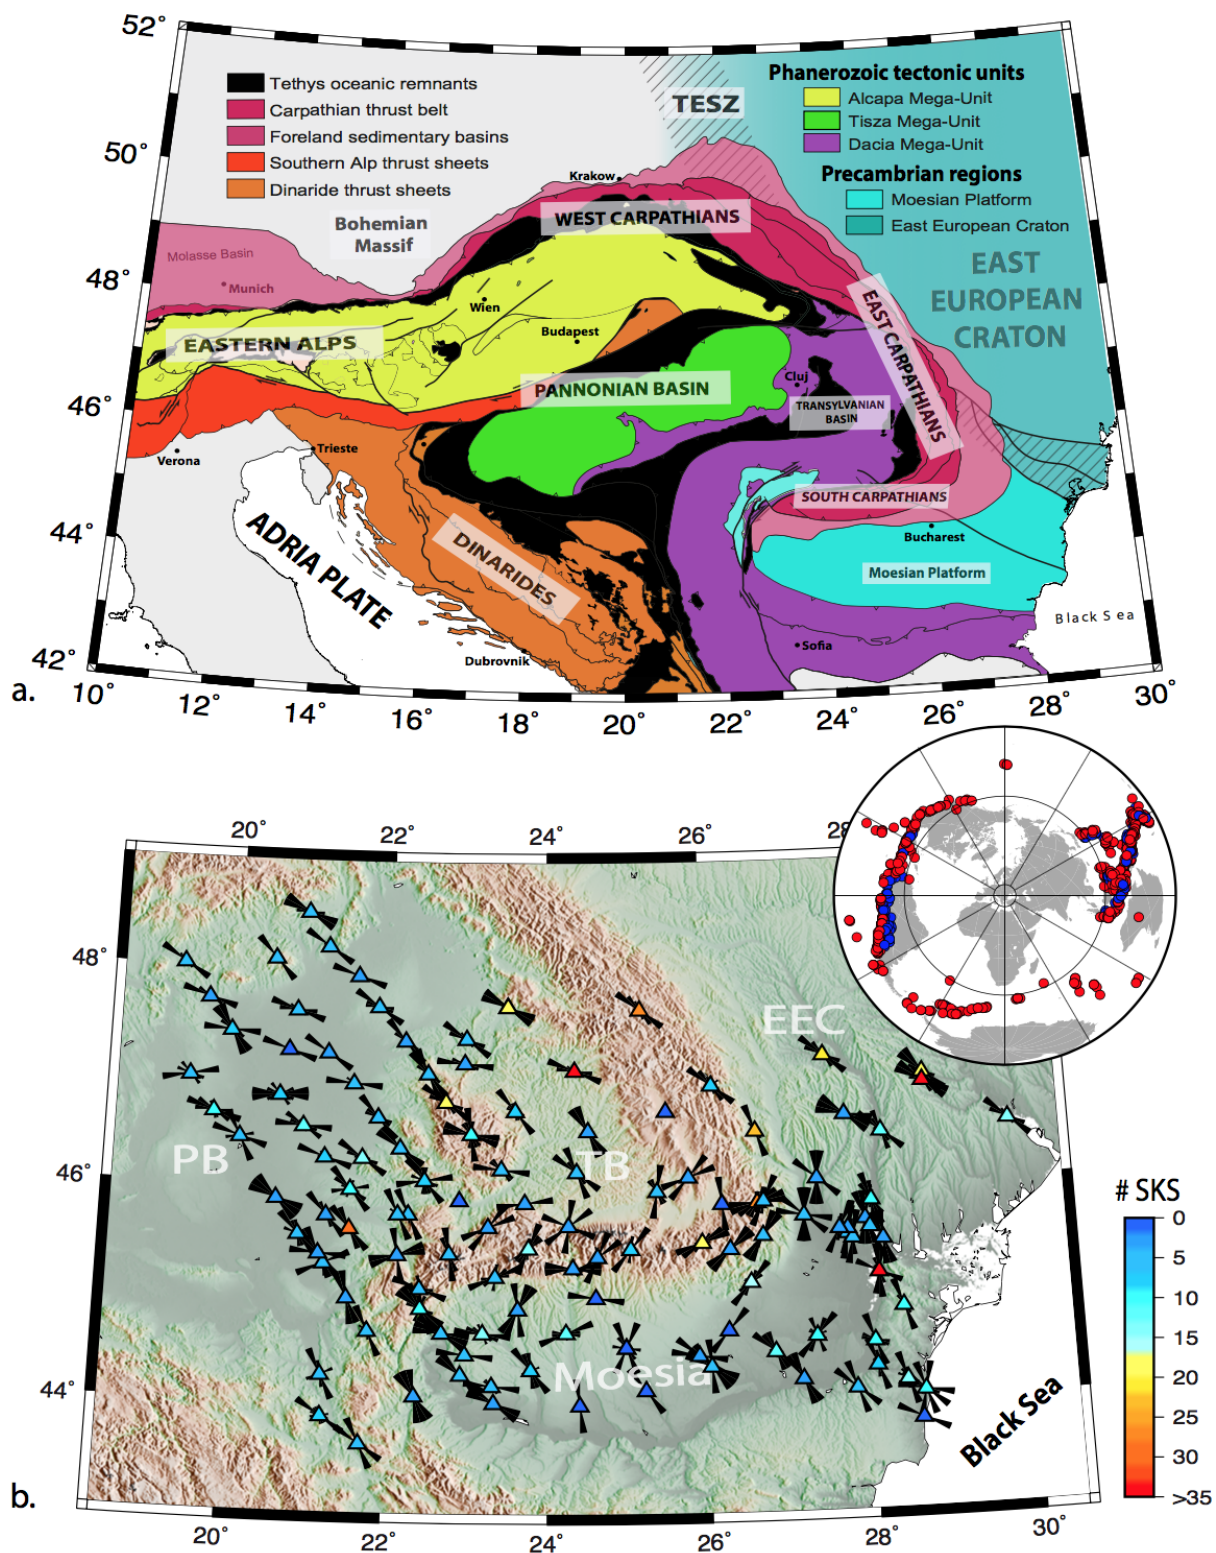 52°
50°
48°
46°
44°
42°
10°
12°
14°
16°
18°
20°
22°
24°
26°
28°
30°
a.
Tethys oceanic remnants
Carpathian thrust belt
Foreland sedimentary basins
Southern Alp thrust sheets
Dinaride thrust sheets
TESZ
Phanerozoic tectonic units
Alcapa Mega-Unit
Tisza Mega-Unit
Dacia Mega-Unit
Precambrian regions
Moesian Platform
East European Craton
Krakow
WEST CARPATHIANS
Bohemian
Massif
Molasse Basin
Munich
EAST
EUROPEAN
CRATON
Wien
Budapest
EASTERN ALPS
EAST CARPATHIANS
PANNONIAN BASIN
Cluj
TRANSYLVANIAN
BASIN
Verona
Trieste
SOUTH CARPATHIANS
Bucharest
ADRIA PLATE
DINARIDES
Moesian Platform
Black Sea
Sofia
Dubrovnik
20°
22°
24°
26°
28
48°
46°
44°
EEC
PB
TB
Moesia
Black Sea
# SKS
0
5
10
15
20
25
30
>35
b.
20°
22°
24°
26°
28°
30°